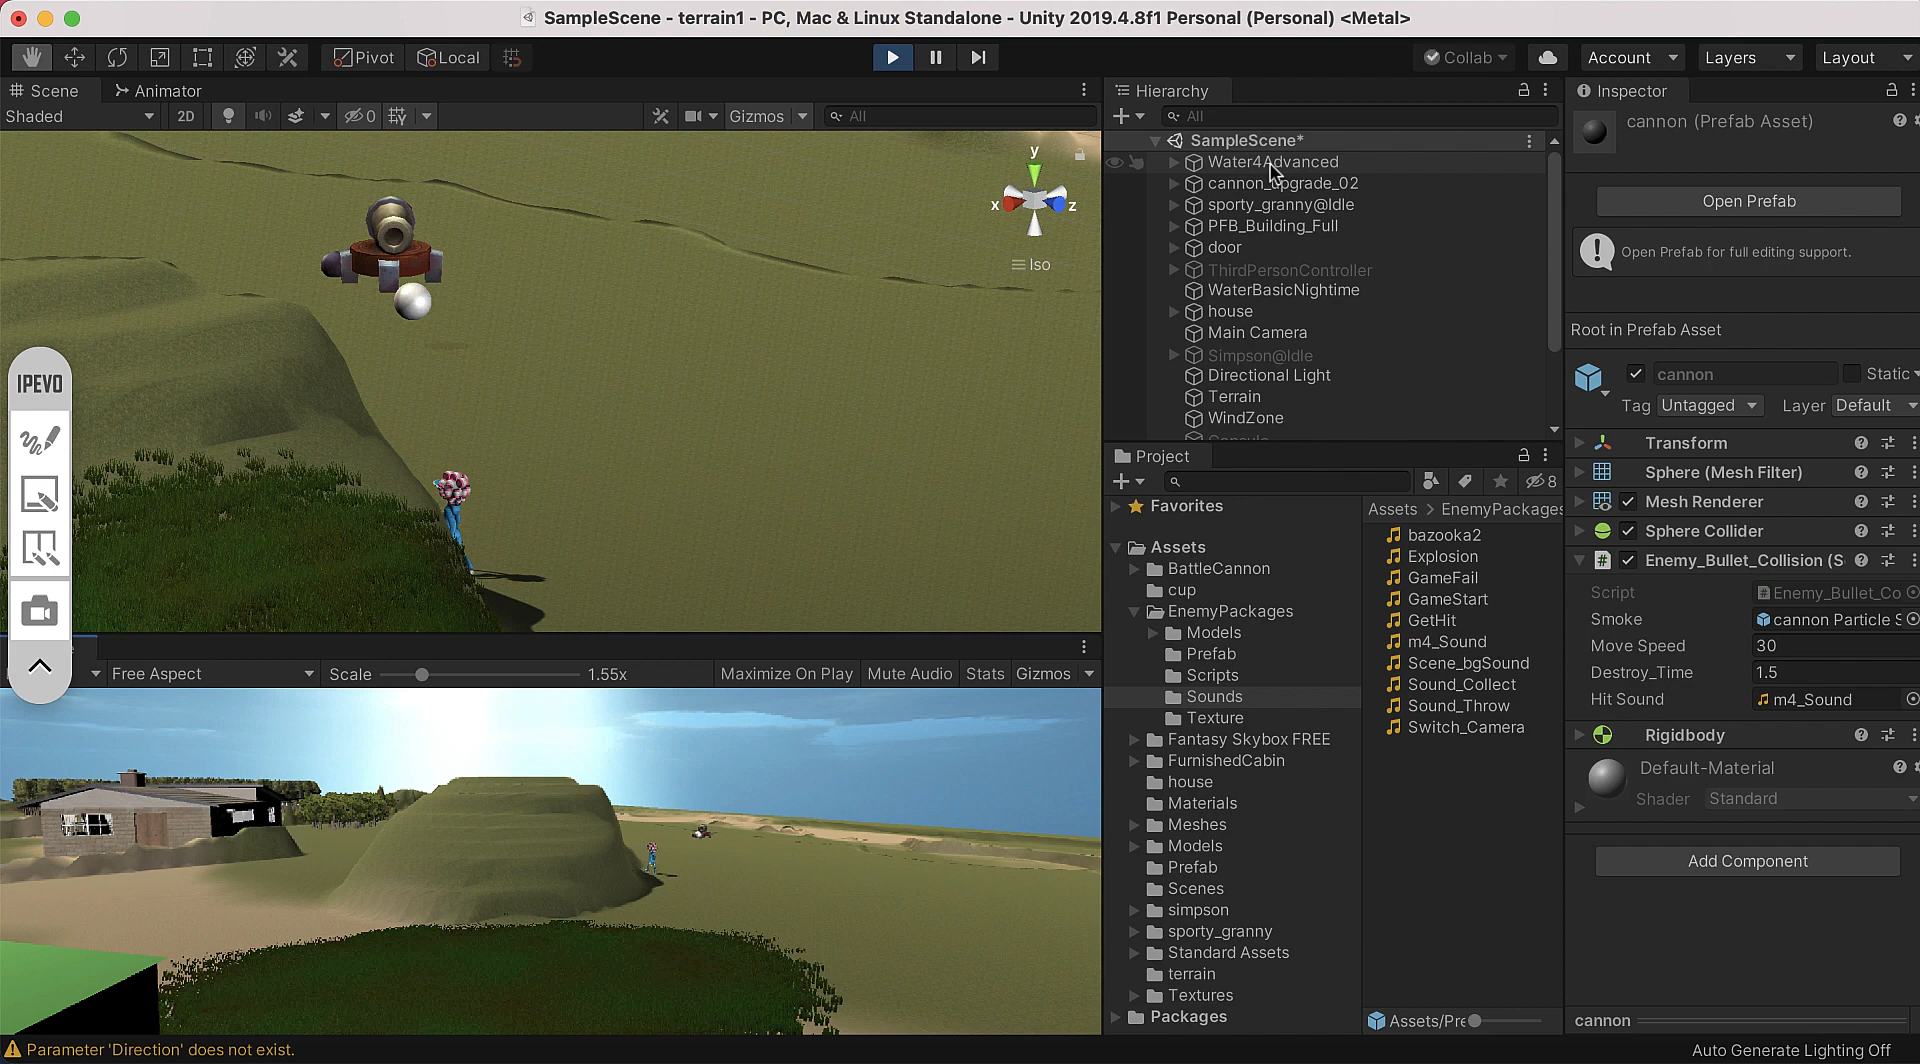 SampleScene - terrain1 - PC, Mac & Linux Standalone - Unity 2019.4.8f1 Personal (Personal) <Metal>
Pivot
Local
Collab
Account
Layers
Layout
Scene
Animator
Shaded
2D
0
Gizmos
All
y
x
z
Iso
IPEVO
Free Aspect
Scale
1.55x
Maximize On Play
Mute Audio
Stats
Gizmos
Hierarchy
All
SampleScene*
Water4Advanced
cannon_upgrade_02
sporty_granny@Idle
PFB_Building_Full
door
ThirdPersonController
WaterBasicNightime
house
Main Camera
Simpson@Idle
Directional Light
Terrain
WindZone
Project
8
Favorites
Assets
BattleCannon
cup
EnemyPackages
Models
Prefab
Scripts
Sounds
Texture
Fantasy Skybox FREE
FurnishedCabin
house
Materials
Meshes
Models
Prefab
Scenes
simpson
sporty_granny
Standard Assets
terrain
Textures
Packages
Assets > EnemyPackages
bazooka2
Explosion
GameFail
GameStart
GetHit
m4_Sound
Scene_bgSound
Sound_Collect
Sound_Throw
Switch_Camera
Assets/Pre
Inspector
cannon (Prefab Asset)
Open Prefab
Open Prefab for full editing support.
Root in Prefab Asset
cannon
Static
Tag Untagged Layer Default
Transform
Sphere (Mesh Filter)
Mesh Renderer
Sphere Collider
Enemy_Bullet_Collision (S
Script Enemy_Bullet_Co
Smoke cannon Particle S
Move Speed 30
Destroy_Time 1.5
Hit Sound m4_Sound
Rigidbody
Default-Material
Shader Standard
Add Component
cannon
Parameter 'Direction' does not exist.
Auto Generate Lighting Off